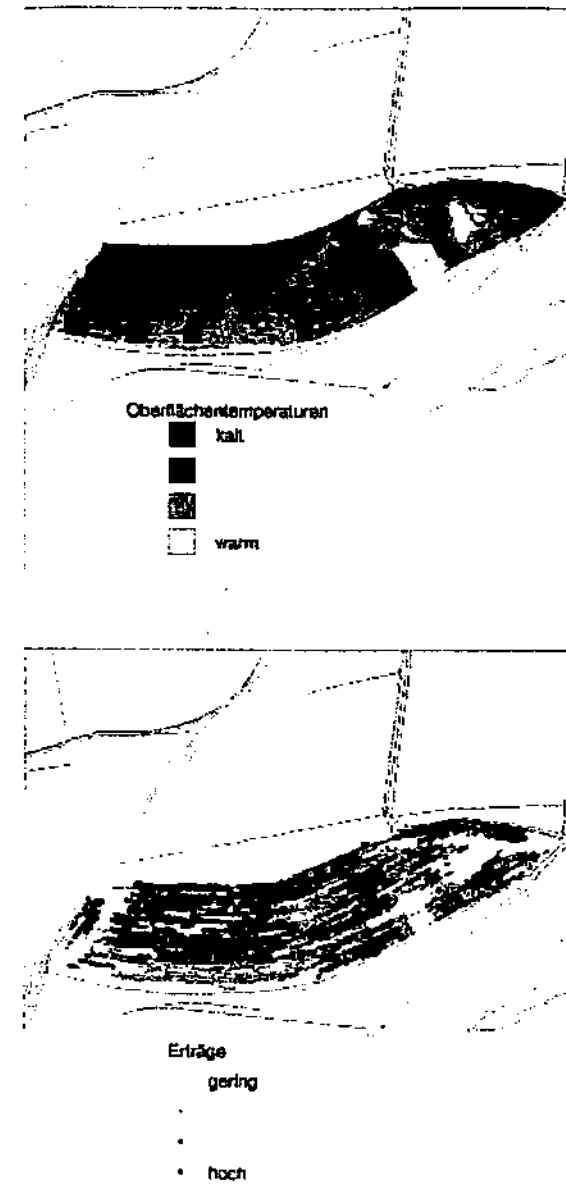 Oberflächentemperaturen
kalt
warm
Erträge
gering
hoch